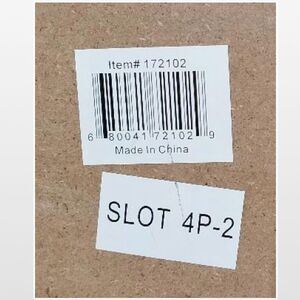 Item# 172102
6 80041 72102 9
Made In China
SLOT 4P-2